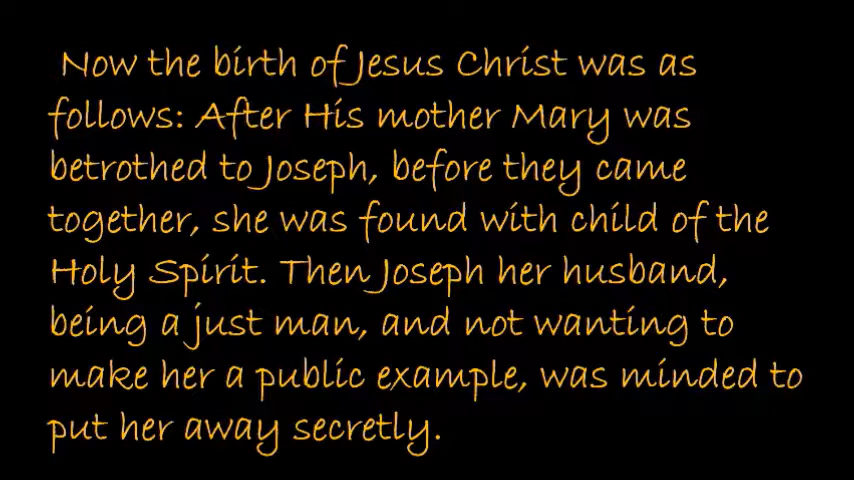 Now the birth of Jesus Christ was as
follows: After His mother Mary was
betrothed to Joseph, before they came
together, she was found with child of the
Holy Spirit. Then Joseph her husband,
being a just man, and not wanting to
make her a public example, was minded to
put her away secretly.